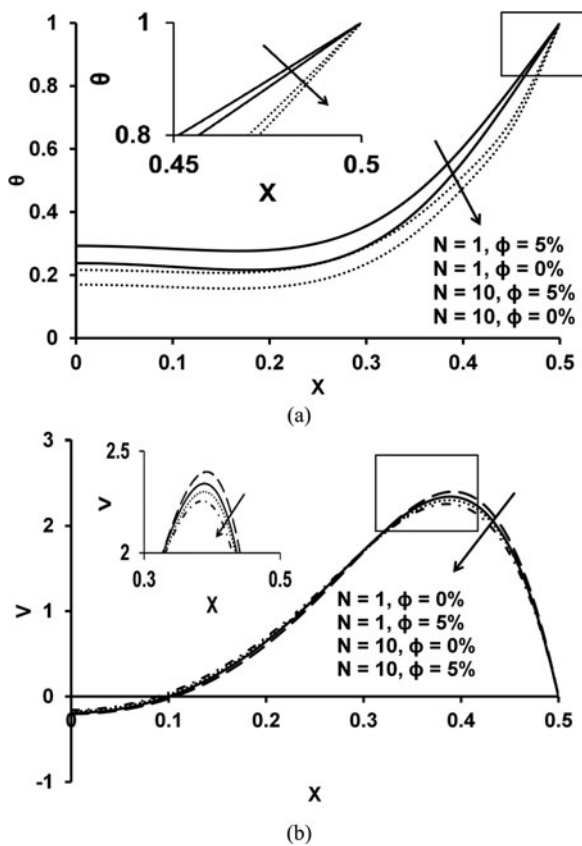 1
0.8
0.6
0.4
0.2
0
θ
1
0.8
θ
0.45
0.5
X
N = 1, ϕ = 5%
N = 1, ϕ = 0%
N = 10, ϕ = 5%
N = 10, ϕ = 0%
0
0.1
0.2
0.3
0.4
0.5
X
(a)
3
2
1
0
-1
V
2.5
2
V
0.3
0.5
X
N = 1, ϕ = 0%
N = 1, ϕ = 5%
N = 10, ϕ = 0%
N = 10, ϕ = 5%
0
0.1
0.2
0.3
0.4
0.5
X
(b)